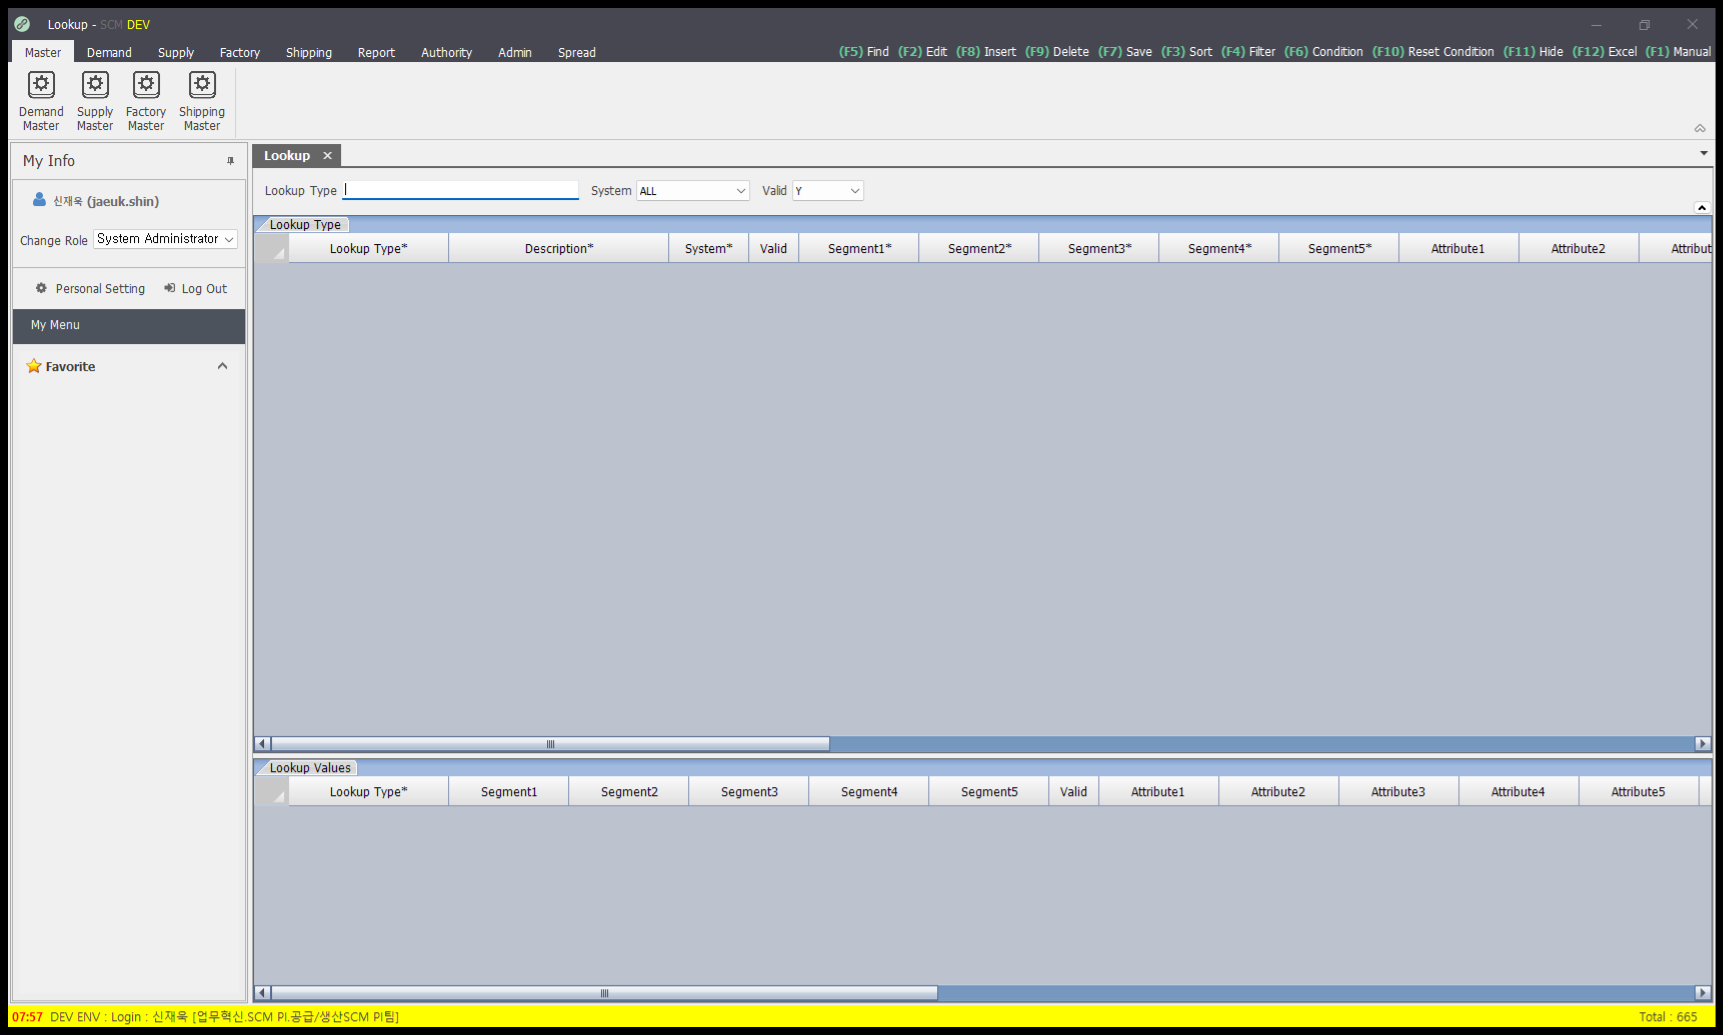 Lookup - SCM DEV
Master Demand Supply Factory Shipping Report Authority Admin Spread (F5) Find (F2) Edit (F8) Insert (F9) Delete (F7) Save (F3) Sort (F4) Filter (F6) Condition (F10) Reset Condition (F11) Hide (F12) Excel (F1) Manual
Demand Master
Supply Master
Factory Master
Shipping Master
My Info
신재욱 (jaeuk.shin)
Change Role System Administrator
Personal Setting Log Out
My Menu
Favorite
Lookup
Lookup Type System ALL Valid Y
Lookup Type
Lookup Type* Description* System* Valid Segment1* Segment2* Segment3* Segment4* Segment5* Attribute1 Attribute2 Attribut
Lookup Values
Lookup Type* Segment1 Segment2 Segment3 Segment4 Segment5 Valid Attribute1 Attribute2 Attribute3 Attribute4 Attribute5
07:57 DEV ENV : Login : 신재욱 [업무혁신.SCM PI.공급/생산SCM PI팀] Total : 665